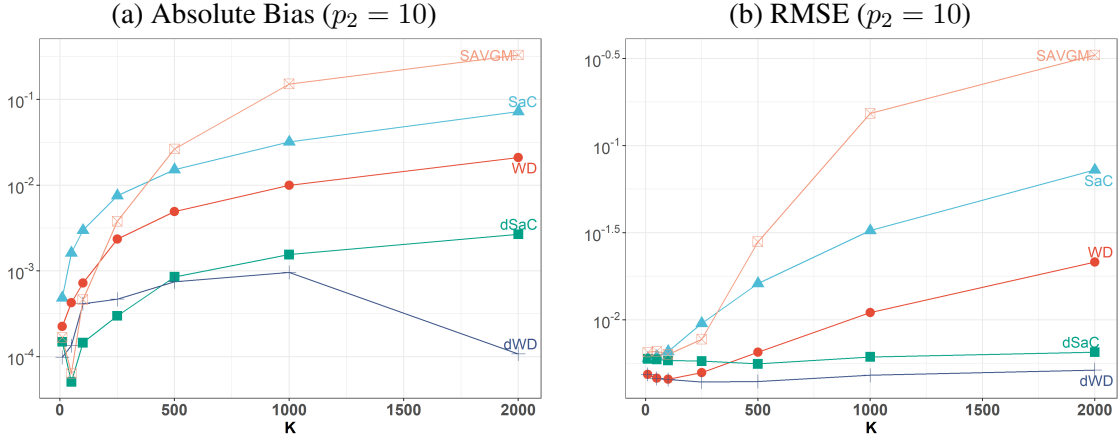 (a) Absolute Bias (p₂ = 10)
SAVGM
SaC
WD
dSaC
dWD
10⁻¹
10⁻²
10⁻³
10⁻⁴
0 500 1000 1500 2000
K
(b) RMSE (p₂ = 10)
SAVGM
SaC
WD
dSaC
dWD
10⁻⁰·⁵
10⁻¹
10⁻¹·⁵
10⁻²
0 500 1000 1500 2000
K